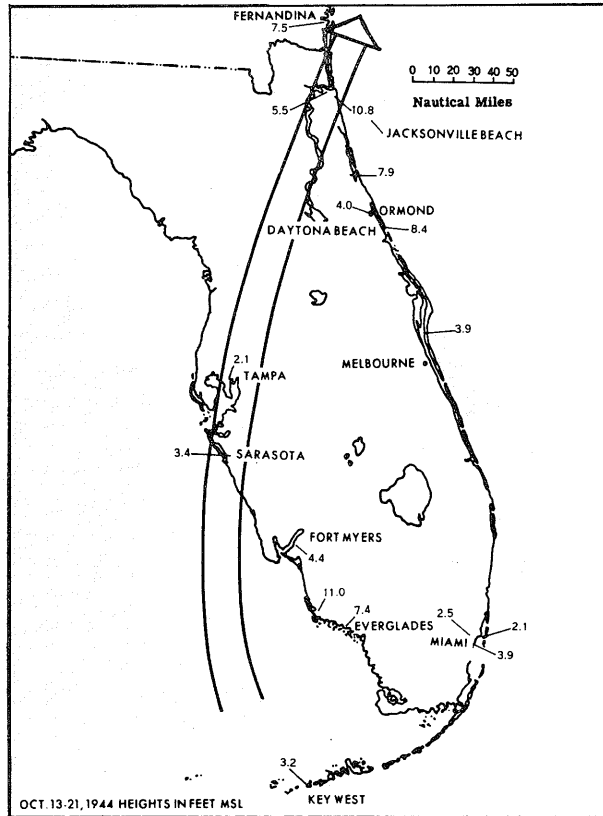 FERNANDINA
7.5
0 10 20 30 40 50
Nautical Miles
5.5
10.8
JACKSONVILLE BEACH
7.9
4.0
ORMOND
DAYTONA BEACH
8.4
3.9
2.1
TAMPA
MELBOURNE
3.4
SARASOTA
FORT MYERS
4.4
11.0
7.4
EVERGLADES
2.5
2.1
MIAMI
3.9
3.2
KEY WEST
OCT. 13-21, 1944 HEIGHTS IN FEET MSL